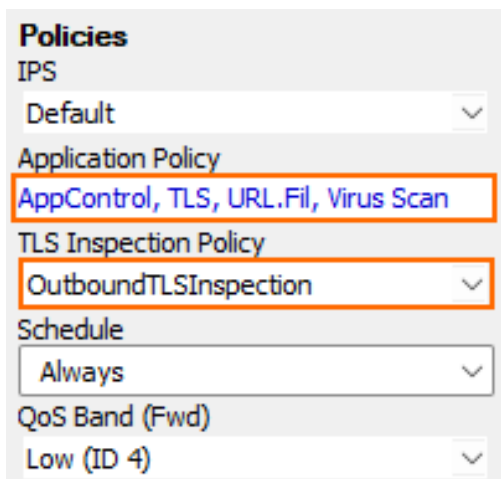 Policies
IPS
Default
Application Policy
AppControl, TLS, URL.Fil, Virus Scan
TLS Inspection Policy
OutboundTLSInspection
Schedule
Always
QoS Band (Fwd)
Low (ID 4)